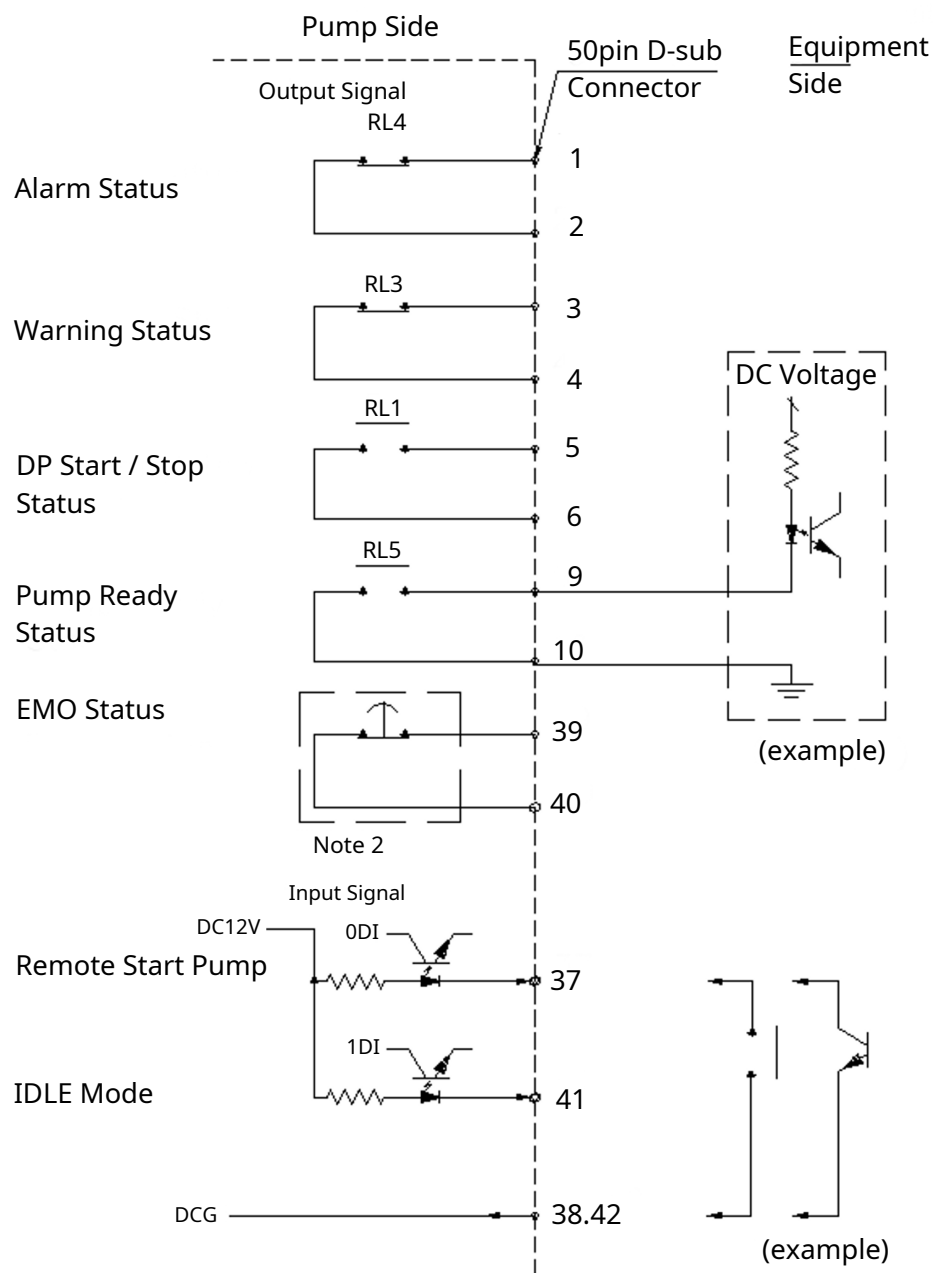 Pump Side
50pin D-sub
Connector
Equipment
Side
Output Signal
RL4
1
Alarm Status
2
RL3
3
Warning Status
4
DC Voltage
RL1
5
DP Start / Stop
Status
6
RL5
9
Pump Ready
Status
10
EMO Status
39
(example)
40
Note 2
Input Signal
DC12V
0DI
Remote Start Pump
37
1DI
IDLE Mode
41
DCG
38.42
(example)